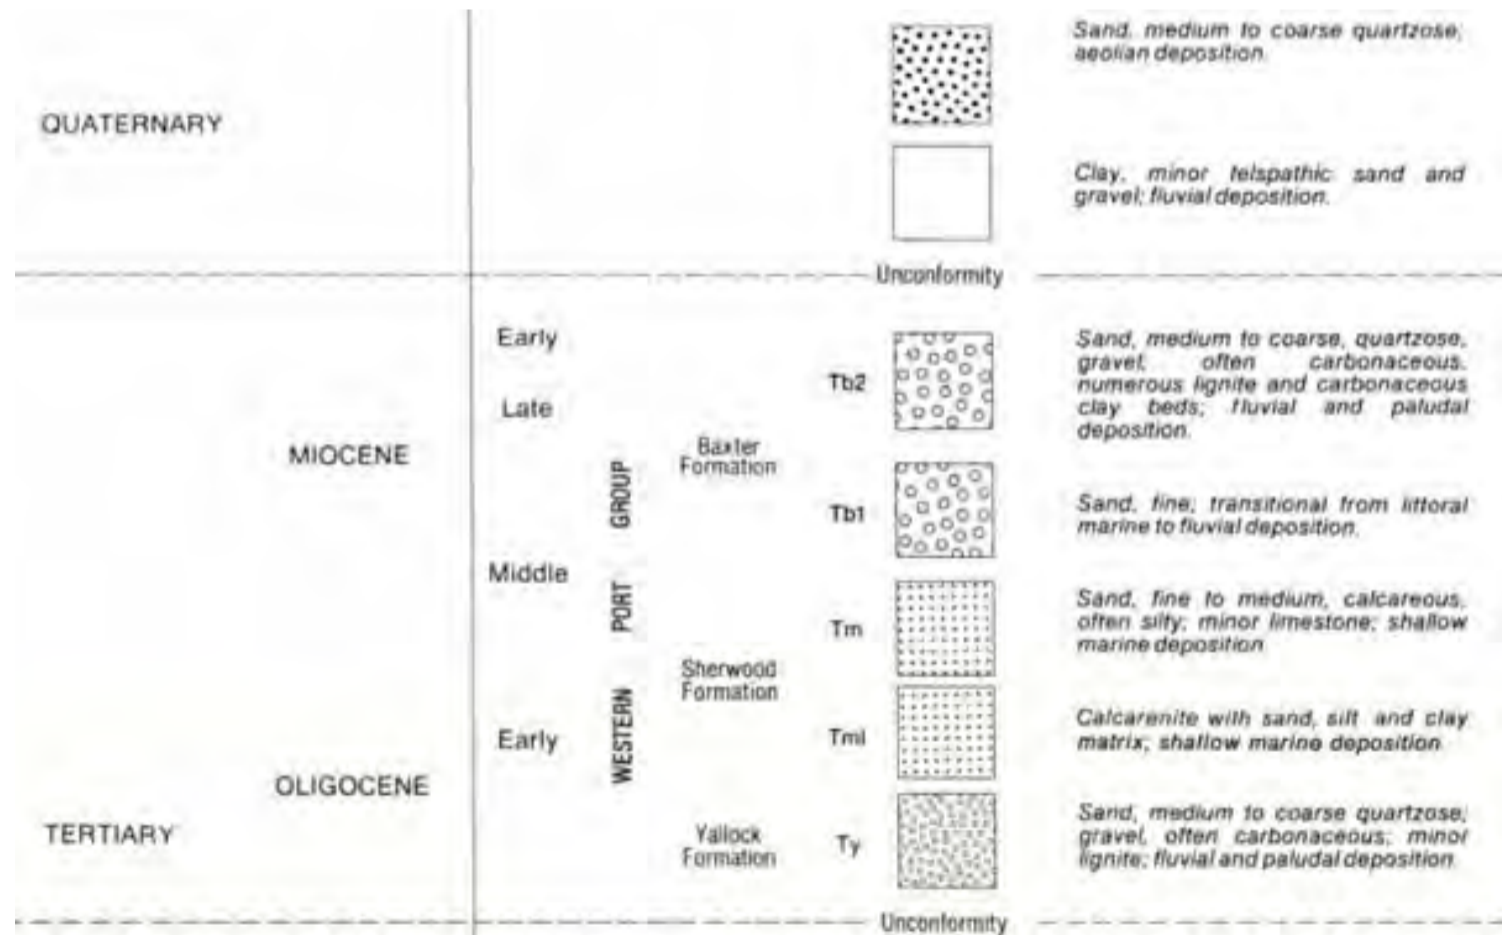 Sand, medium to coarse quartzose;
aeolian deposition.
QUATERNARY
Clay, minor felspathic sand and
gravel; fluvial deposition.
Unconformity
Early
Sand, medium to coarse, quartzose,
gravel, often carbonaceous,
Tb2
numerous lignite and carbonaceous
Late
clay beds; fluvial and paludal
deposition.
MIOCENE
Baxter
Formation
WESTERN PORT GROUP
Tb1
Sand, fine; transitional from littoral
marine to fluvial deposition.
Middle
Tm
Sand, fine to medium, calcareous,
often silty; minor limestone; shallow
marine deposition
Sherwood
Formation
Early
Tml
Calcarenite with sand, silt and clay
matrix; shallow marine deposition.
OLIGOCENE
TERTIARY
Yallock
Formation
Ty
Sand, medium to coarse quartzose;
gravel, often carbonaceous; minor
lignite; fluvial and paludal deposition.
Unconformity